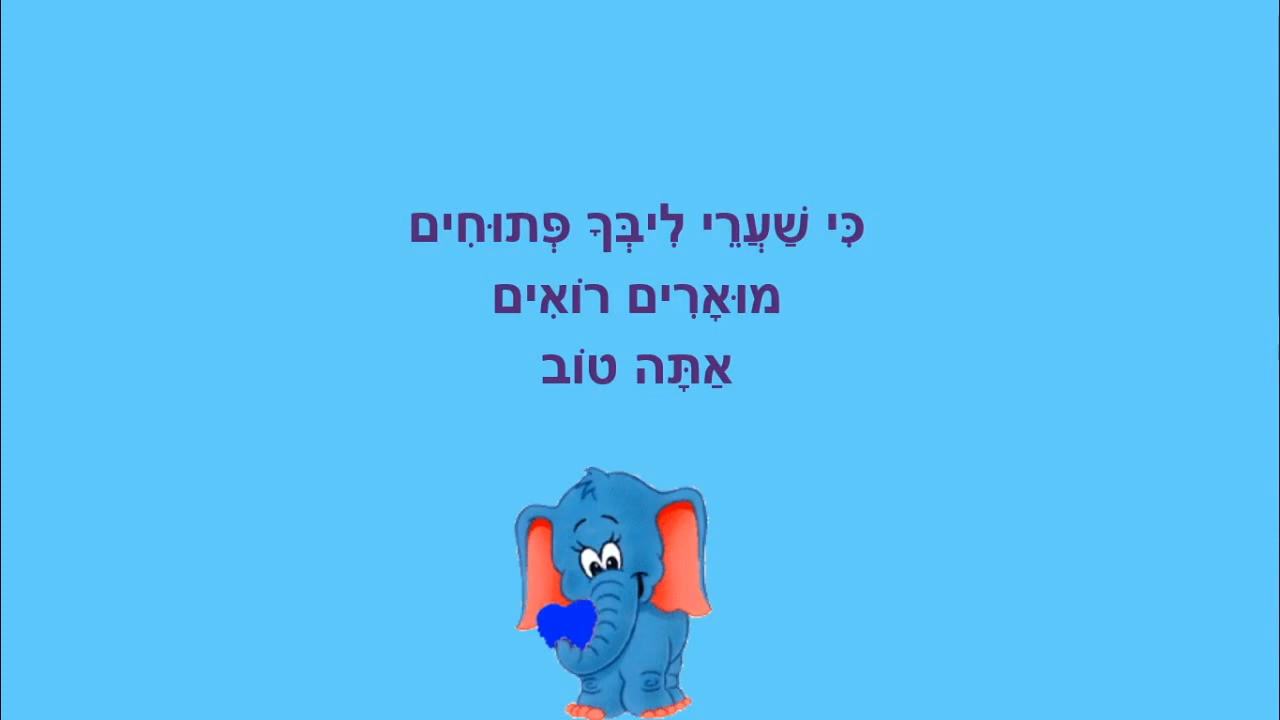 כִּי שַׁעֲרֵי לִיבְּךָ פְּתוּחִים
מוּאָרִים רוֹאִים
אַתָּה טוֹב